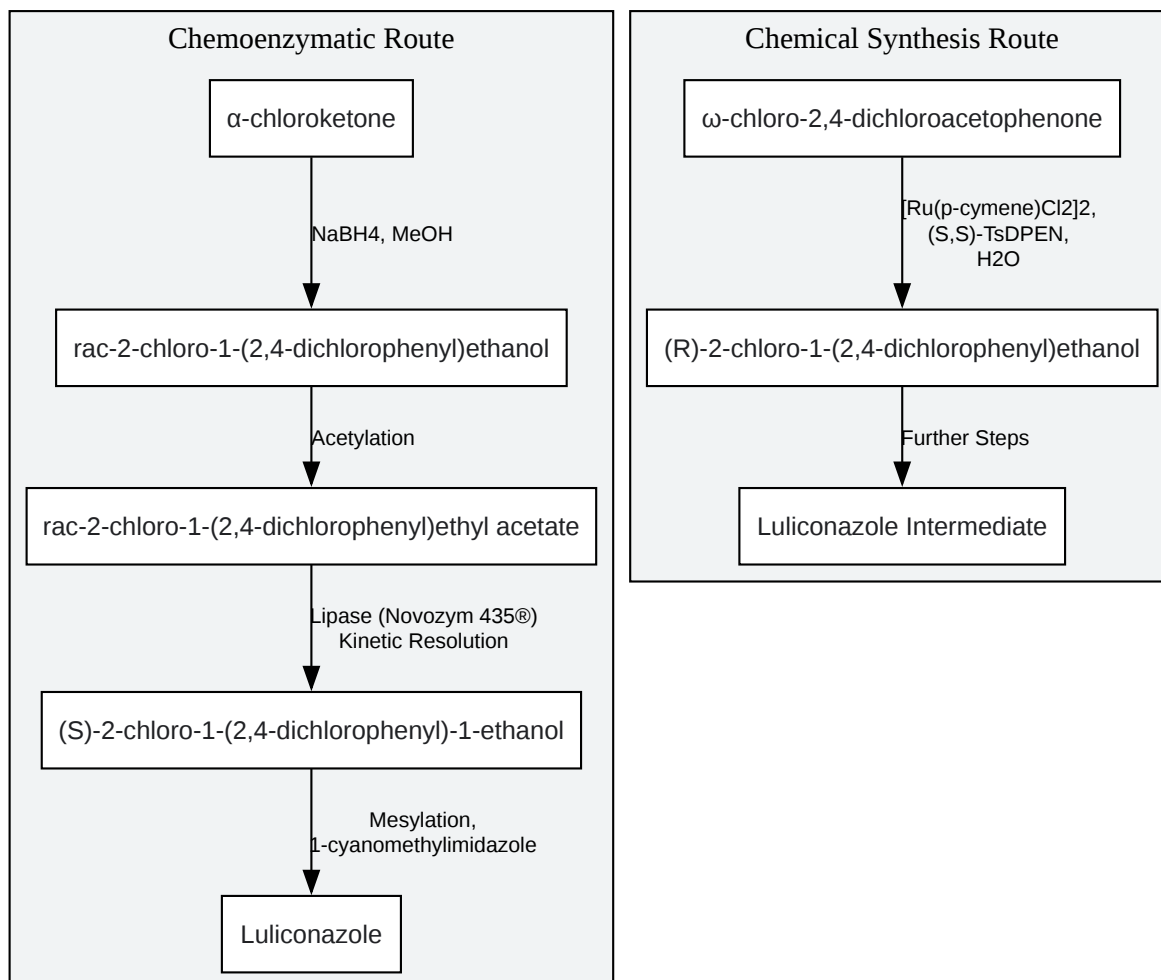 Chemoenzymatic Route
α-chloroketone
NaBH4, MeOH
rac-2-chloro-1-(2,4-dichlorophenyl)ethanol
Acetylation
rac-2-chloro-1-(2,4-dichlorophenyl)ethyl acetate
Lipase (Novozym 435®)
Kinetic Resolution
(S)-2-chloro-1-(2,4-dichlorophenyl)-1-ethanol
Mesylation,
1-cyanomethylimidazole
Luliconazole
Chemical Synthesis Route
ω-chloro-2,4-dichloroacetophenone
[Ru(p-cymene)Cl2]2,
(S,S)-TsDPEN,
H2O
(R)-2-chloro-1-(2,4-dichlorophenyl)ethanol
Further Steps
Luliconazole Intermediate